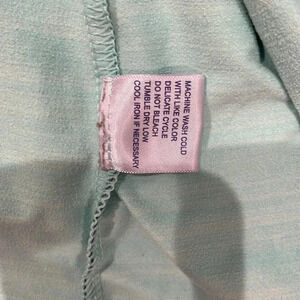 MACHINE WASH COLD
WITH LIKE COLOR
DELICATE CYCLE
DO NOT BLEACH
TUMBLE DRY LOW
COOL IRON IF NECESSARY